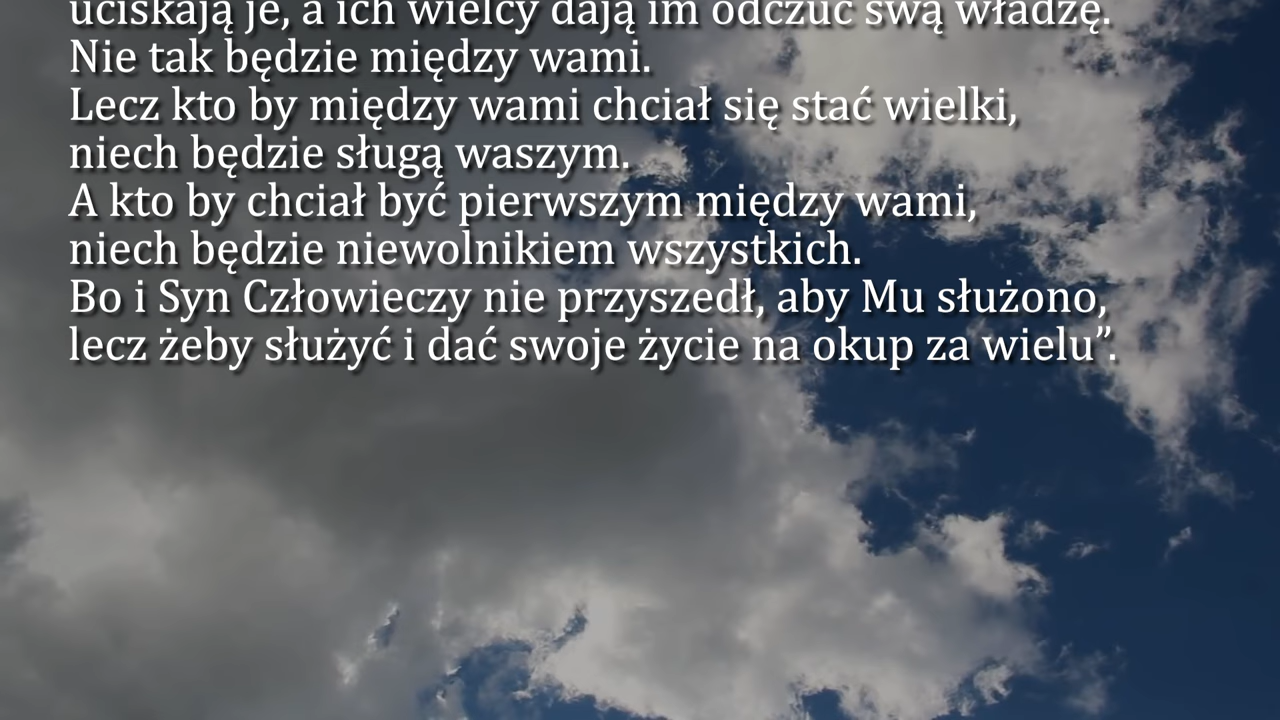 uciskają je, a ich wielcy dają im odczuć swą władzę.
Nie tak będzie między wami.
Lecz kto by między wami chciał się stać wielki,
niech będzie sługą waszym.
A kto by chciał być pierwszym między wami,
niech będzie niewolnikiem wszystkich.
Bo i Syn Człowieczy nie przyszedł, aby Mu służono,
lecz żeby służyć i dać swoje życie na okup za wielu”.